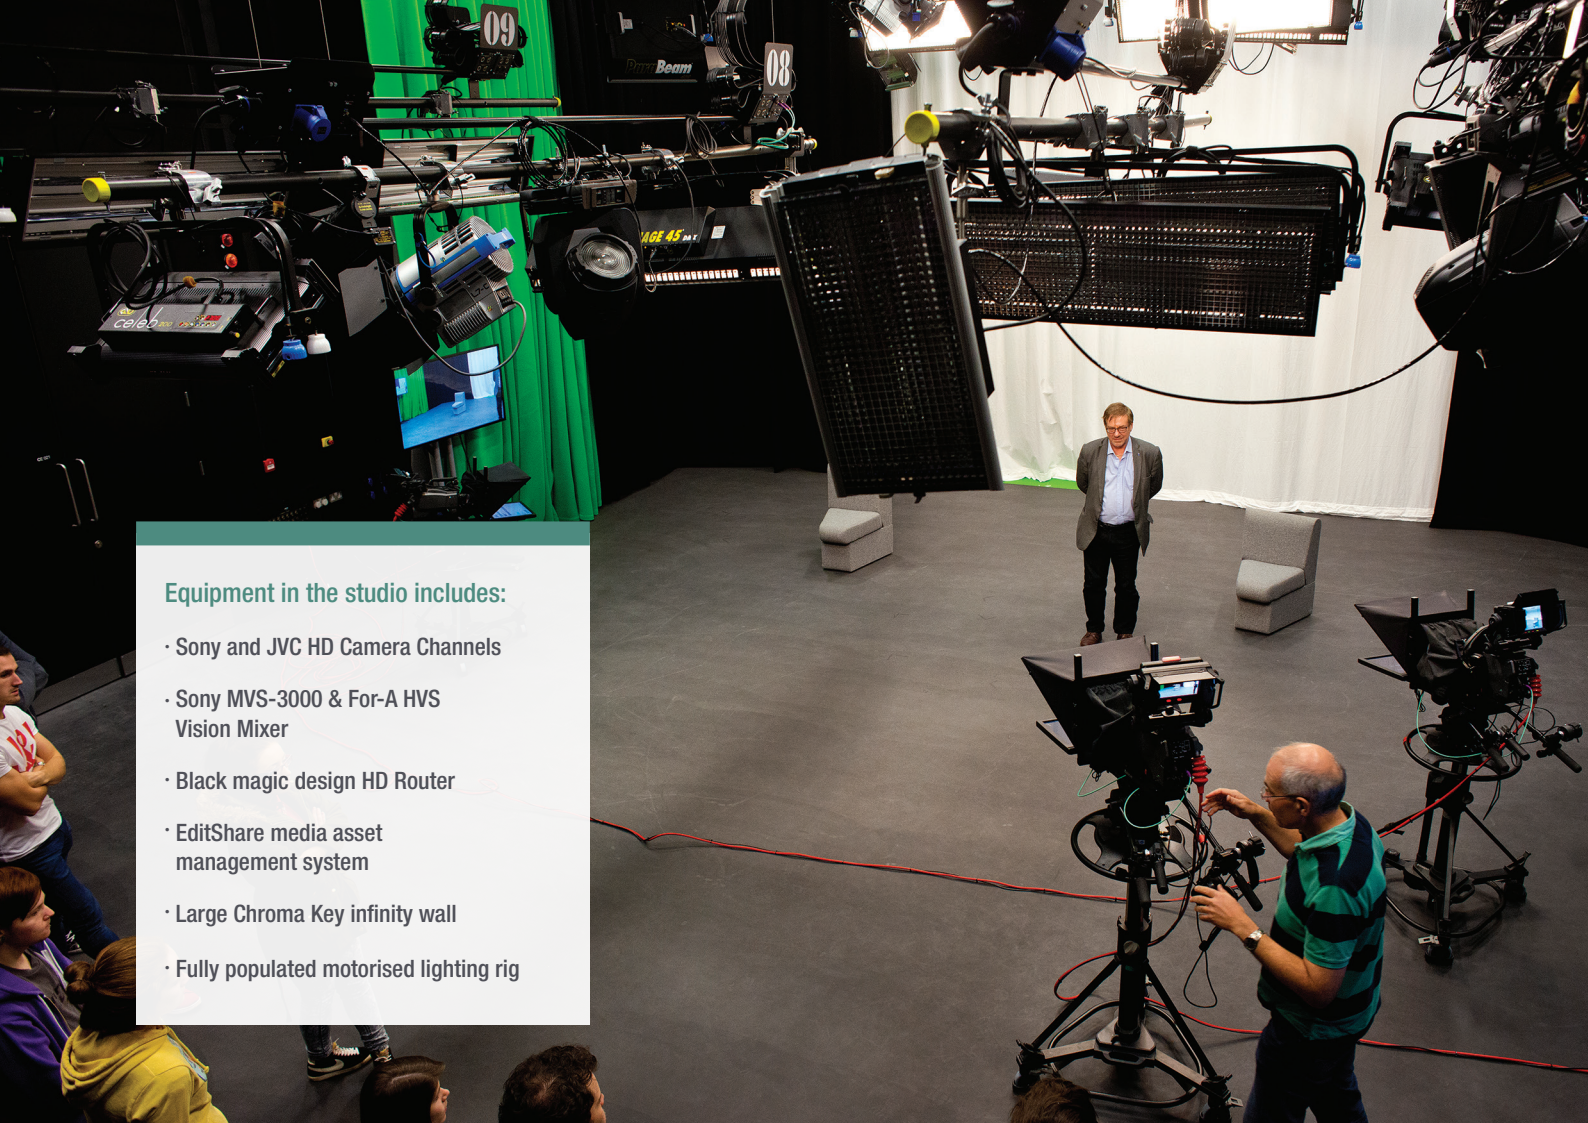 09
08
Beam
AGE 45
celeb
Equipment in the studio includes:
· Sony and JVC HD Camera Channels
· Sony MVS-3000 & For-A HVS
Vision Mixer
· Black magic design HD Router
· EditShare media asset
management system
· Large Chroma Key infinity wall
· Fully populated motorised lighting rig